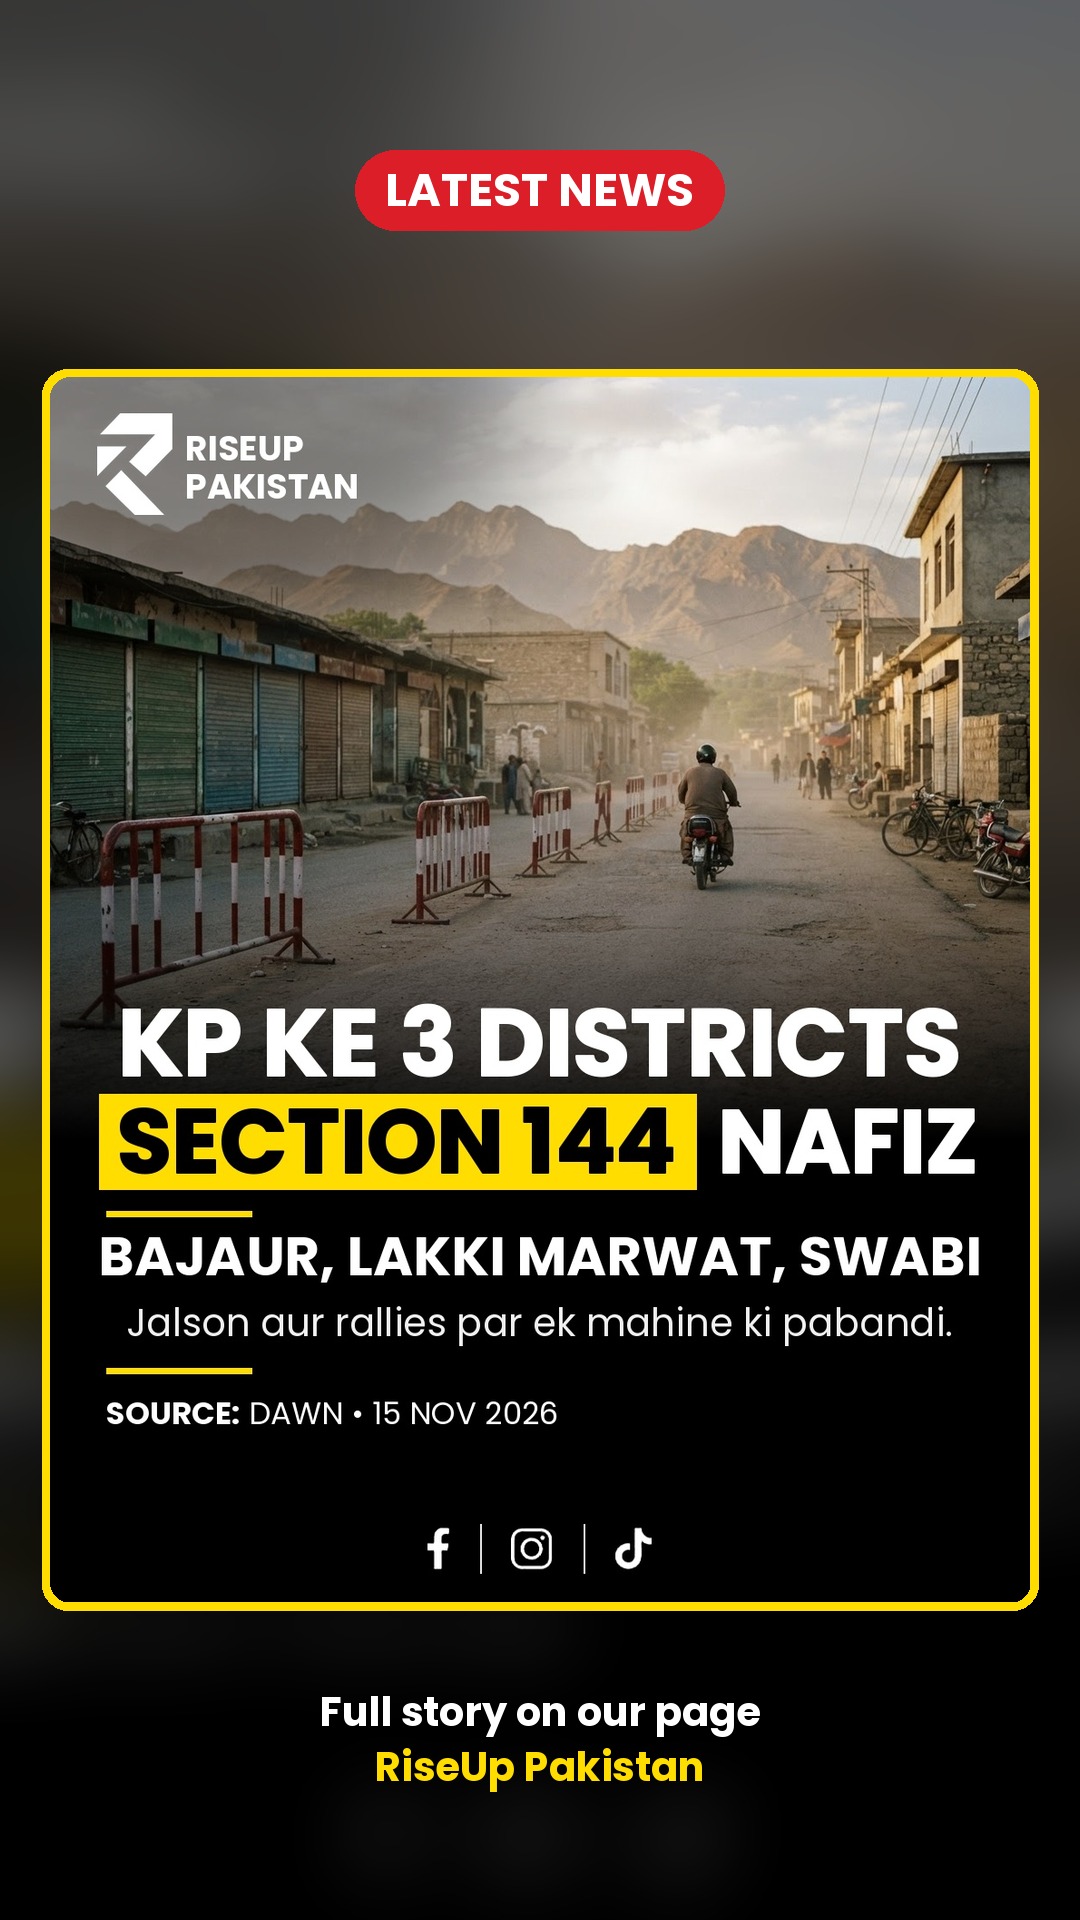 LATEST NEWS
RISEUP
PAKISTAN
KP KE 3 DISTRICTS
SECTION 144 NAFIZ
BAJAUR, LAKKI MARWAT, SWABI
Jalson aur rallies par ek mahine ki pabandi.
SOURCE: DAWN • 15 NOV 2026
Full story on our page
RiseUp Pakistan